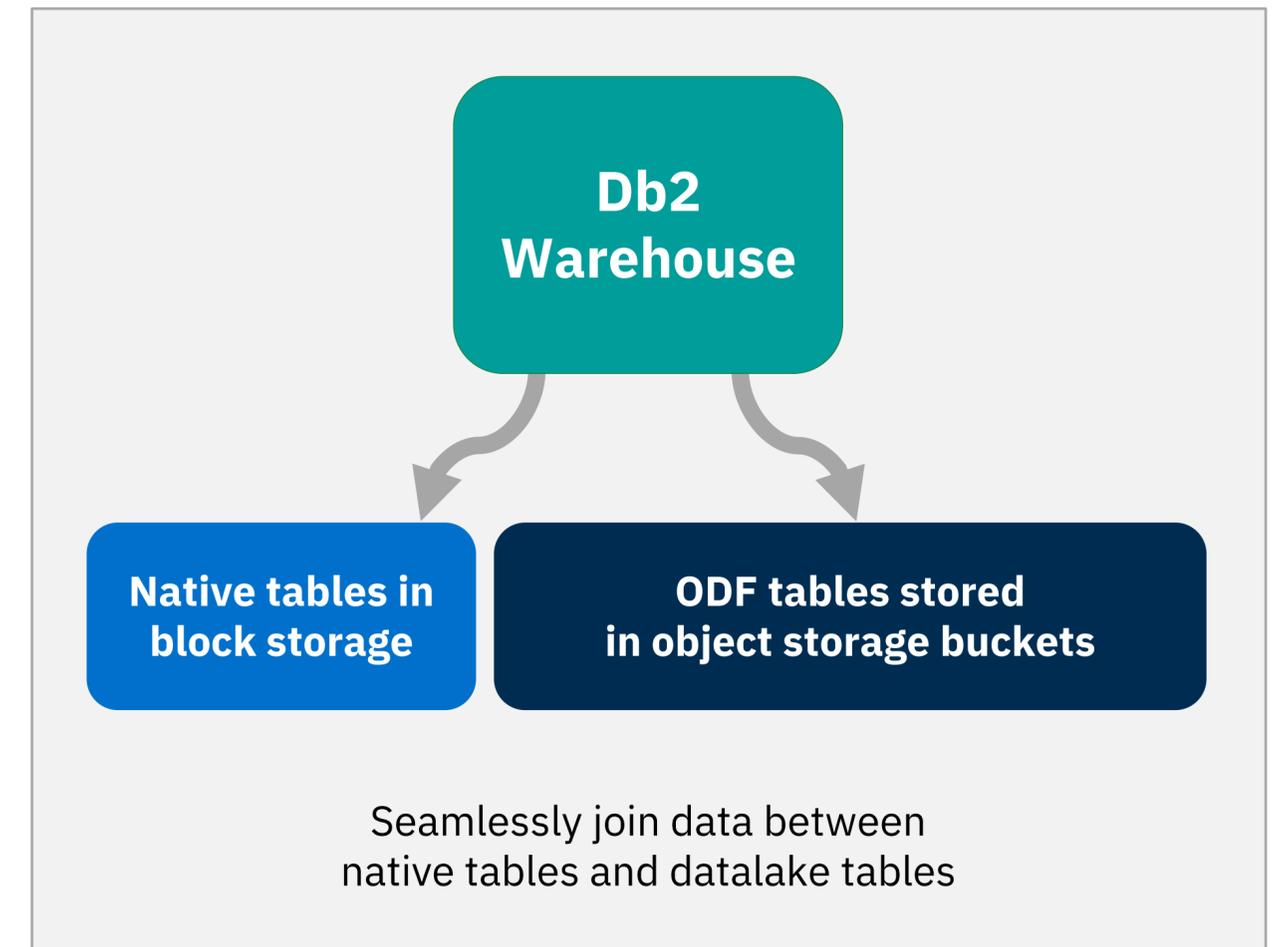 Db2
Warehouse
Native tables in
block storage
ODF tables stored
in object storage buckets
Seamlessly join data between
native tables and datalake tables